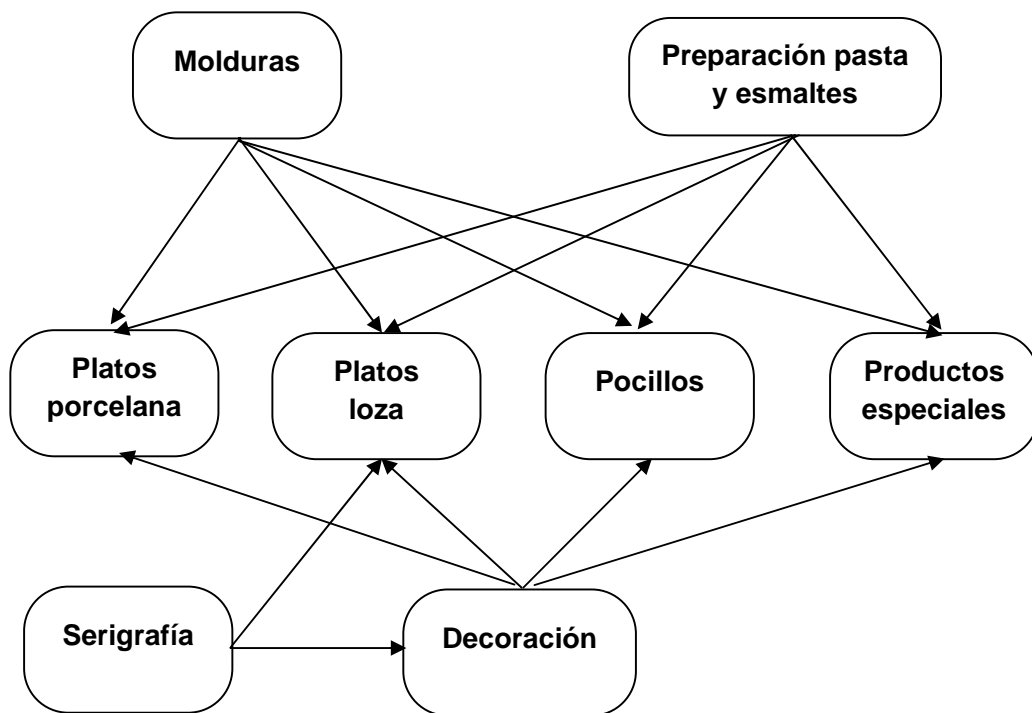 Molduras
Preparación pasta
y esmaltes
Platos
porcelana
Platos
loza
Pocillos
Productos
especiales
Serigrafía
Decoración